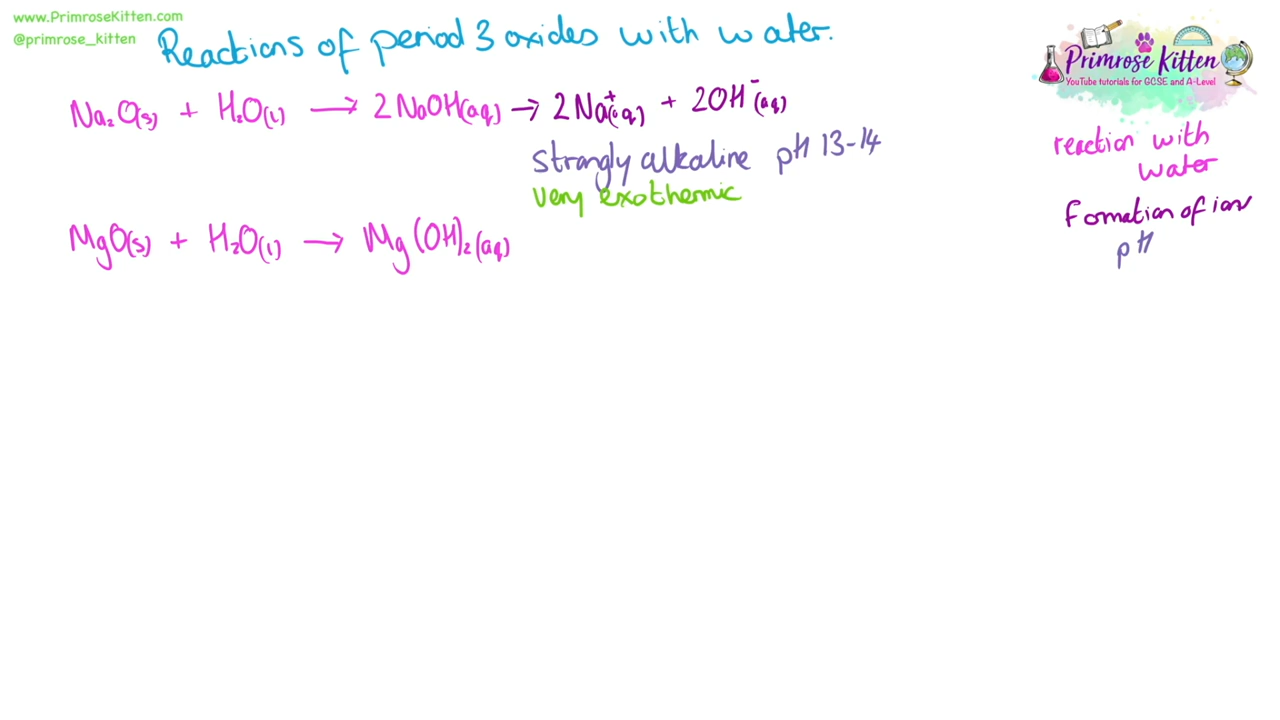 www.PrimroseKitten.com
@primrose_kitten
Reactions of period 3 oxides with water.
Primrose Kitten
YouTube tutorials for GCSE and A-Level
Na₂O(s) + H₂O(l) → 2NaOH(aq) → 2Na⁺(aq) + 2OH⁻(aq)
strongly alkaline pH 13-14
very exothermic
MgO(s) + H₂O(l) → Mg(OH)₂(aq)
reaction with
water
Formation of ions
pH